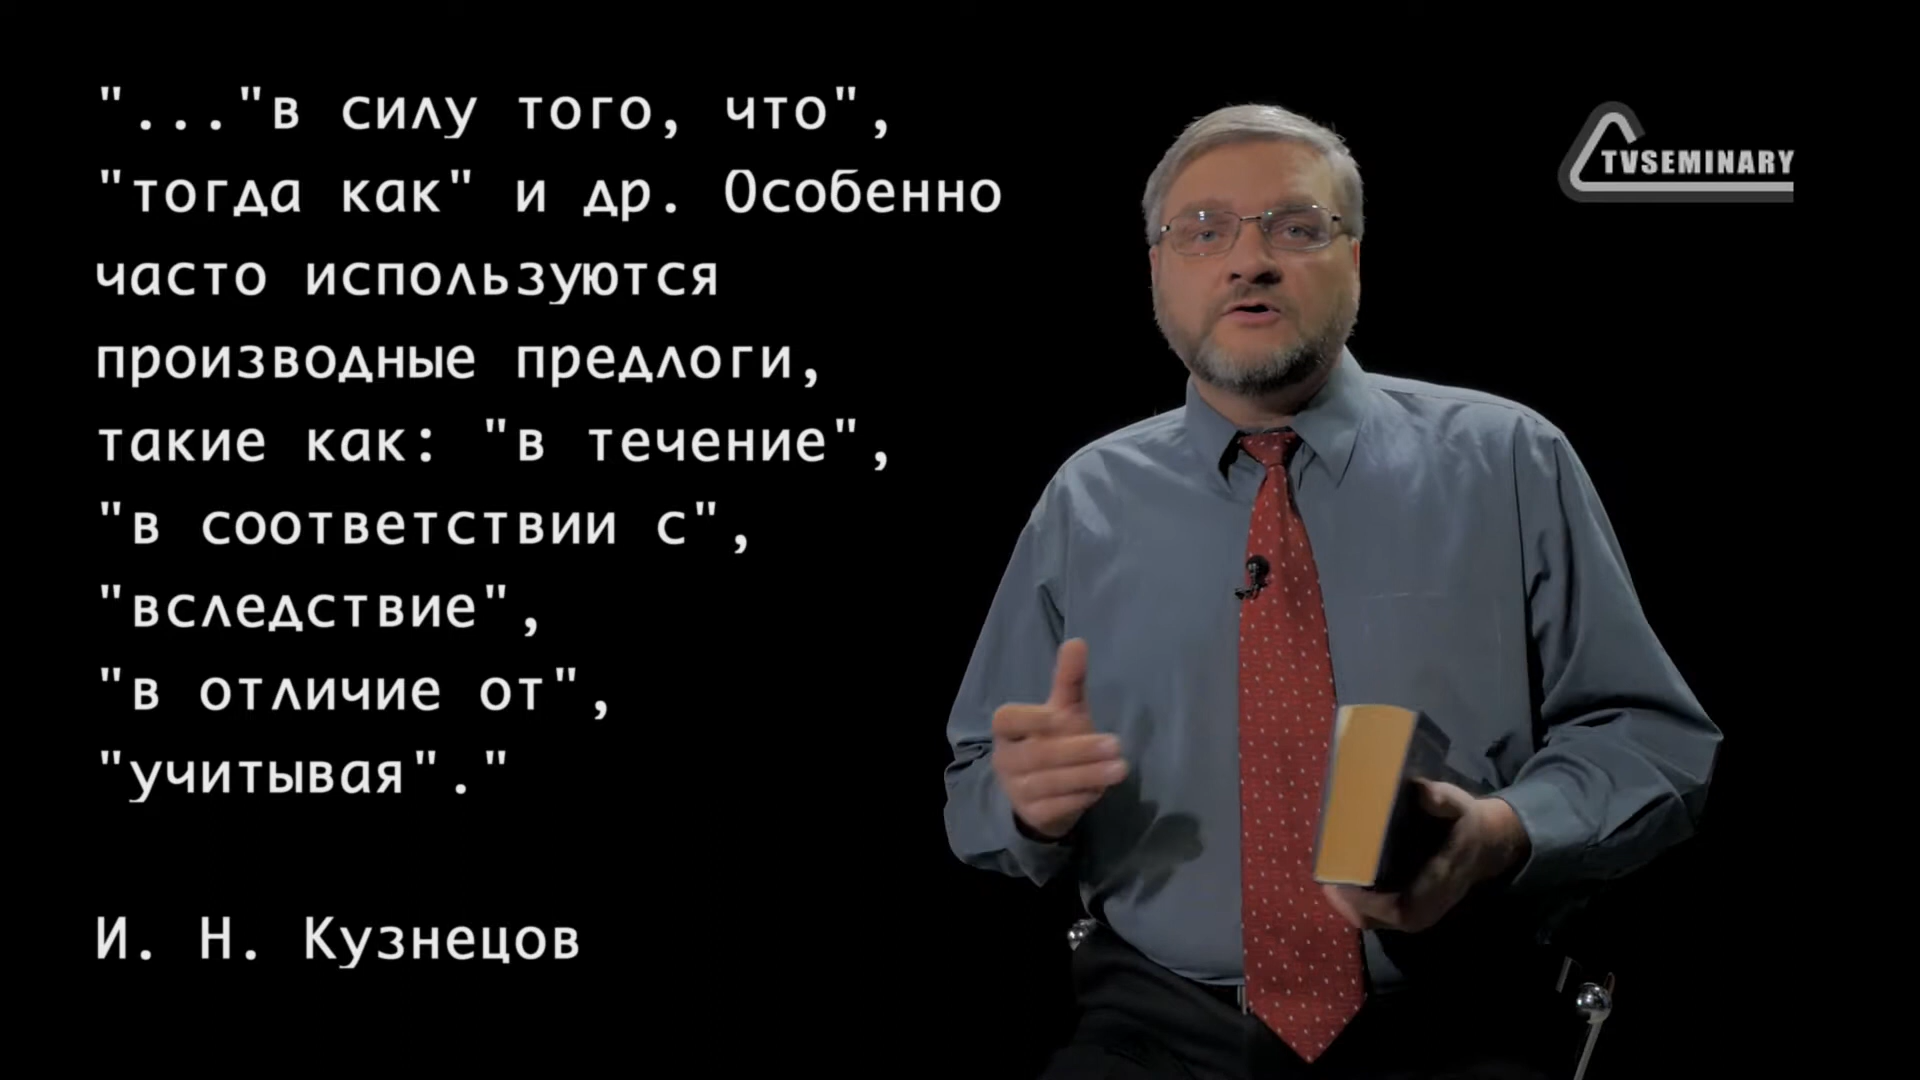 "..."в силу того, что",
"тогда как" и др. Особенно
часто используются
производные предлоги,
такие как: "в течение",
"в соответствии с",
"вследствие",
"в отличие от",
"учитывая"."
И. Н. Кузнецов
TVSEMINARY